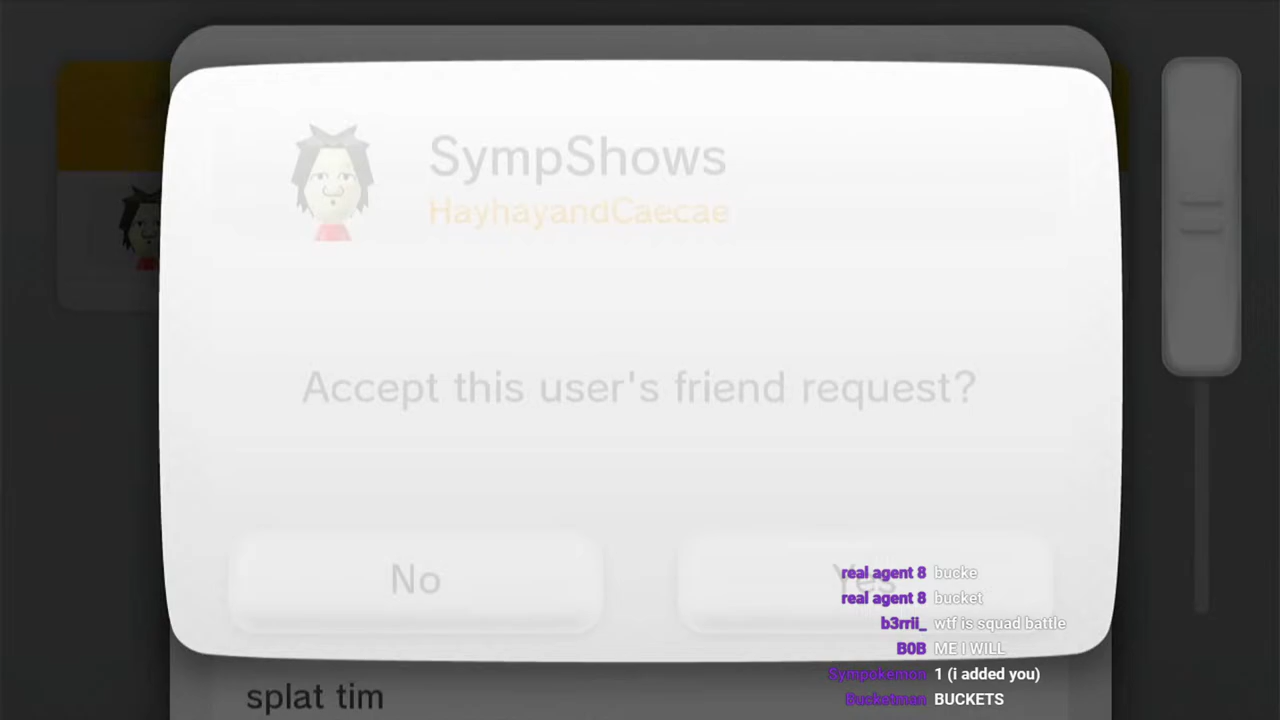 SympShows
HayhayandCaecae
Accept this user's friend request?
No
Yes
real agent 8 bucke
real agent 8 bucket
b3rrii_ wtf is squad battle
B0B ME I WILL
Sympokemon 1 (i added you)
Bucketman BUCKETS
splat tim